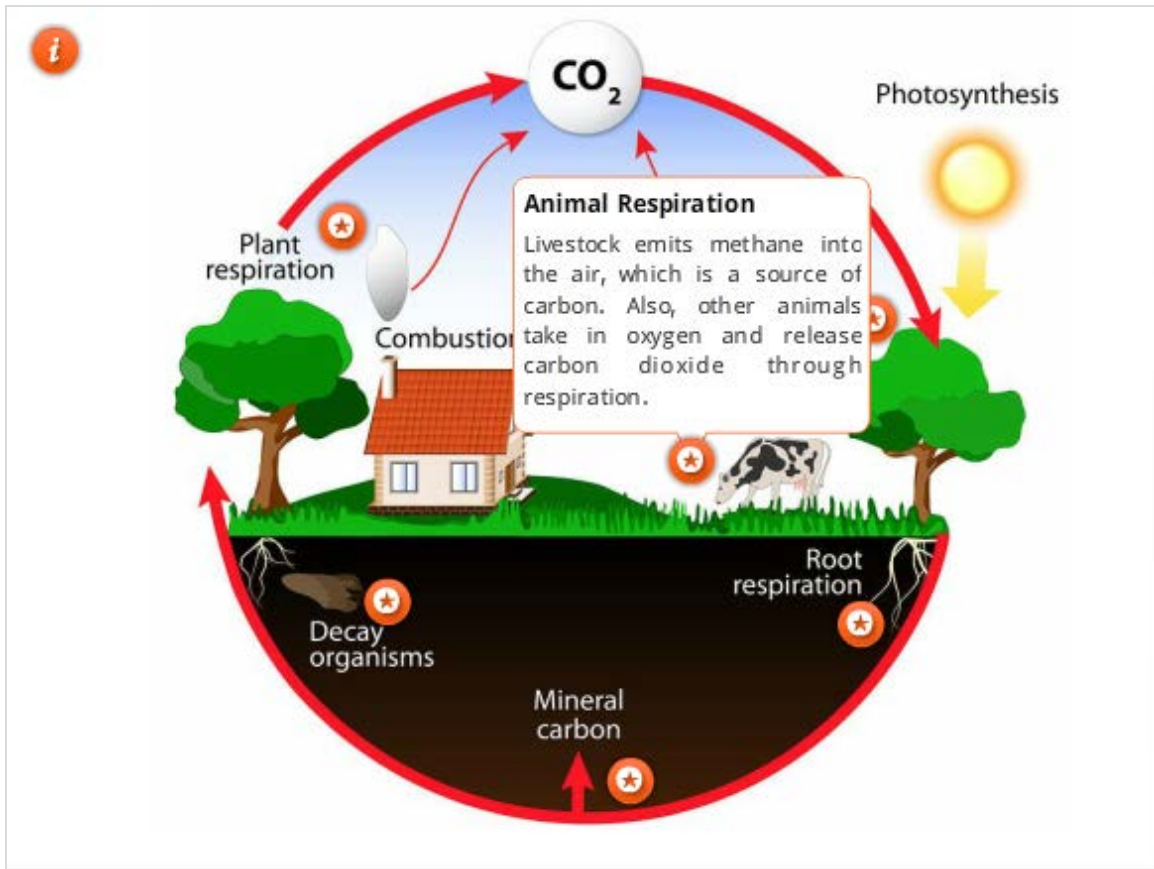 i
CO2
Photosynthesis
Animal Respiration
Livestock emits methane into
the air, which is a source of
carbon. Also, other animals
take in oxygen and release
carbon dioxide through
respiration.
Plant
respiration
Combustion
Root
respiration
Decay
organisms
Mineral
carbon